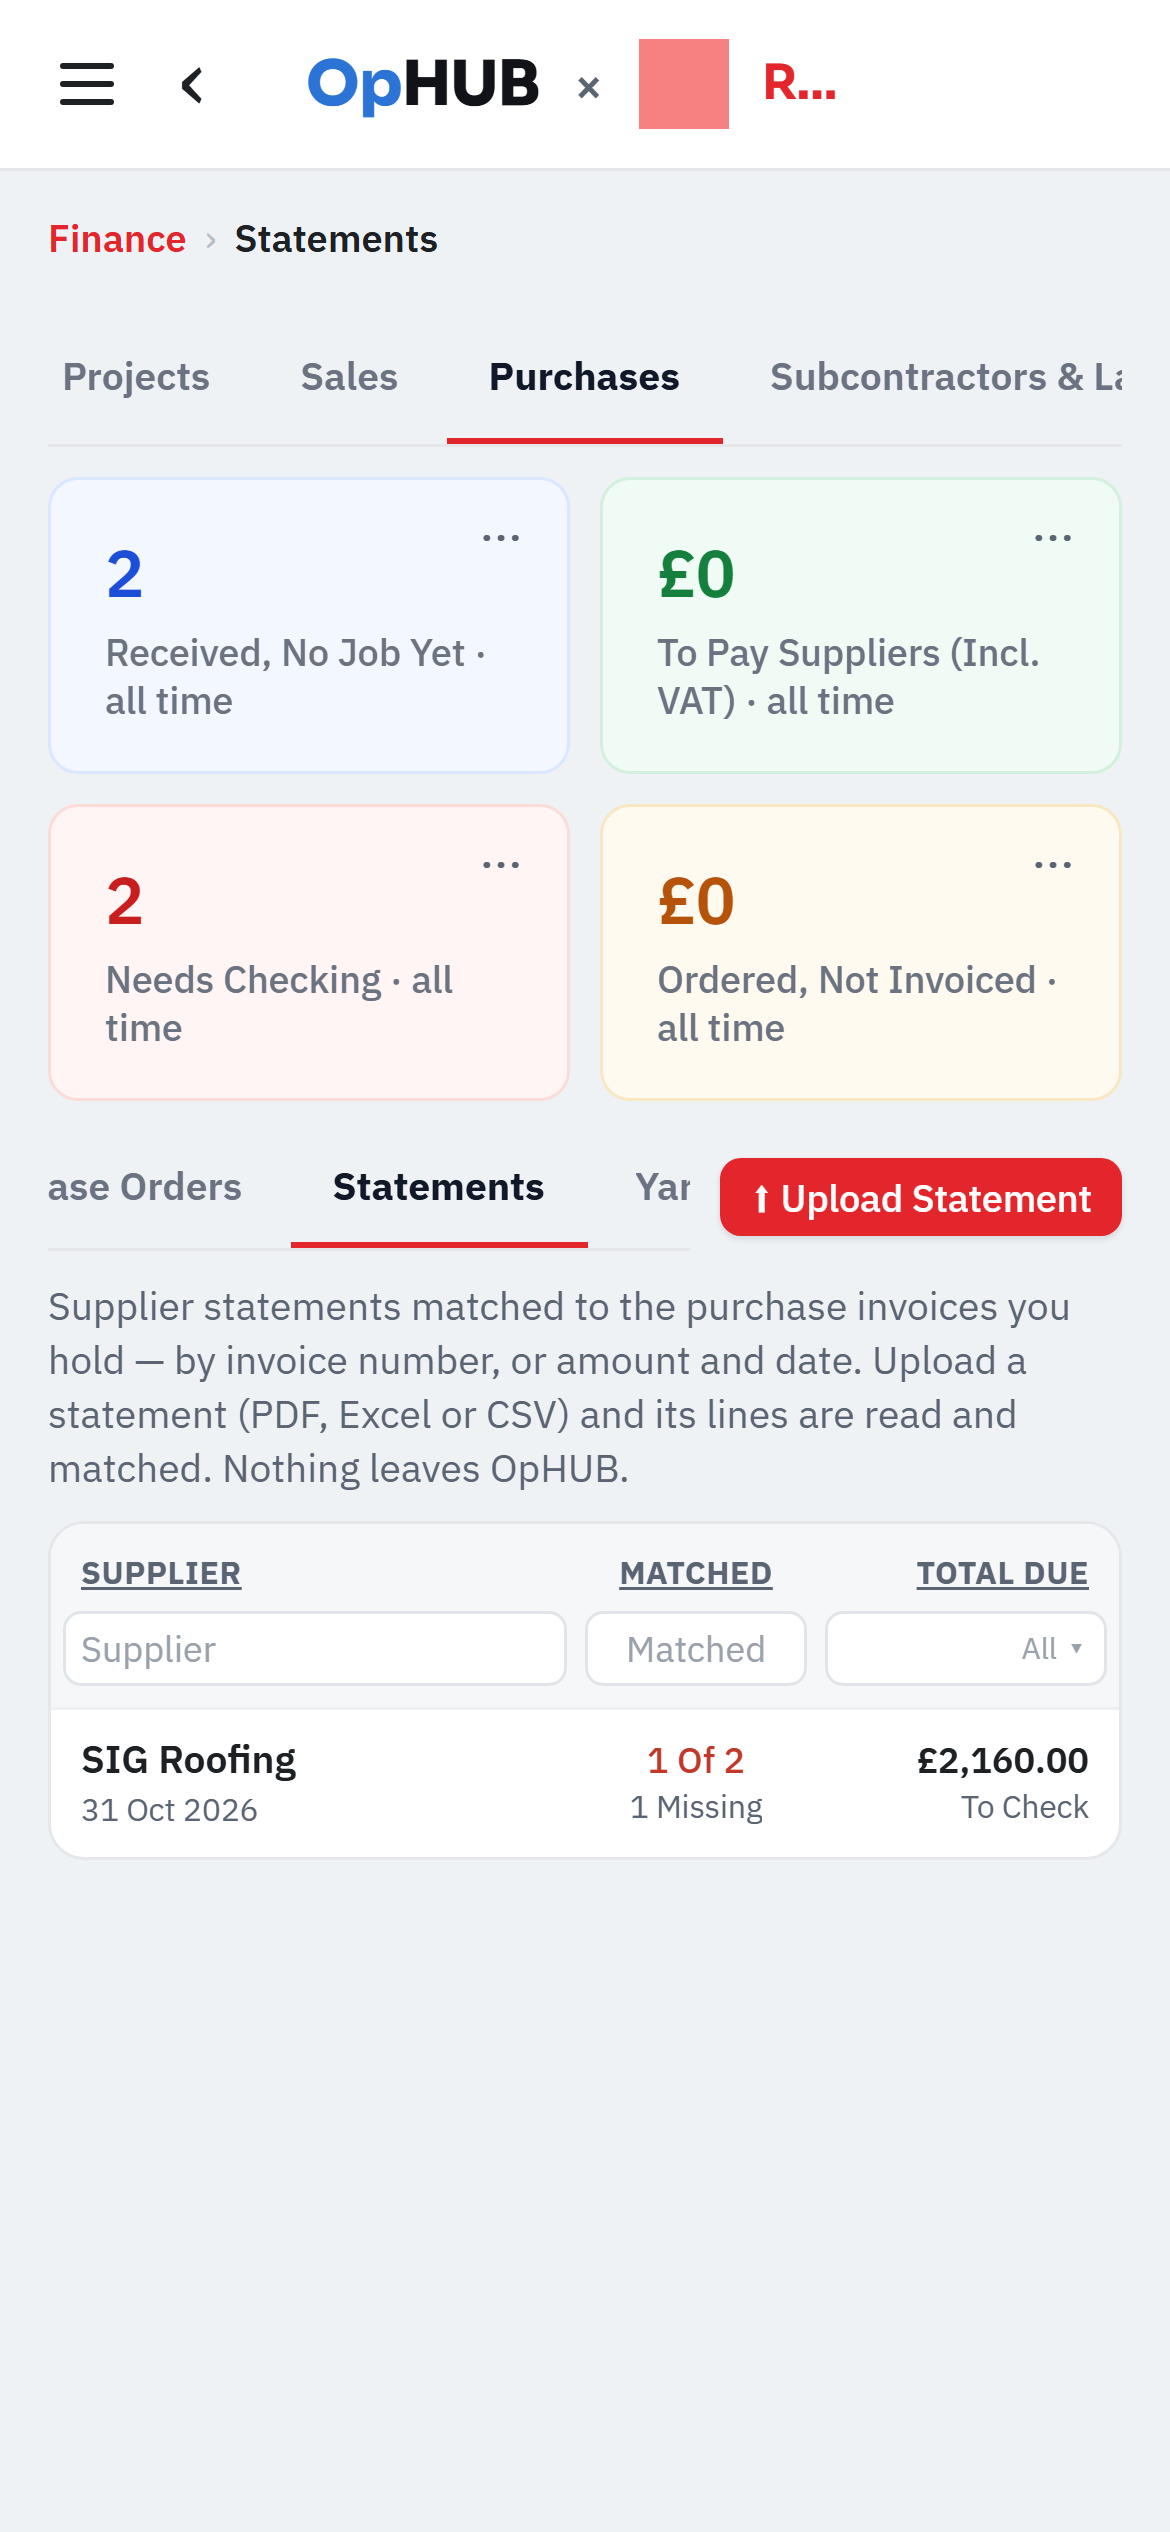 OpHUB × R...
Finance › Statements
Projects Sales Purchases Subcontractors & La
2
Received, No Job Yet ·
all time
£0
To Pay Suppliers (Incl.
VAT) · all time
2
Needs Checking · all
time
£0
Ordered, Not Invoiced ·
all time
ase Orders Statements Yar
⬆ Upload Statement
Supplier statements matched to the purchase invoices you
hold — by invoice number, or amount and date. Upload a
statement (PDF, Excel or CSV) and its lines are read and
matched. Nothing leaves OpHUB.
SUPPLIER MATCHED TOTAL DUE
Supplier Matched All ▾
SIG Roofing 1 Of 2 £2,160.00
31 Oct 2026 1 Missing To Check